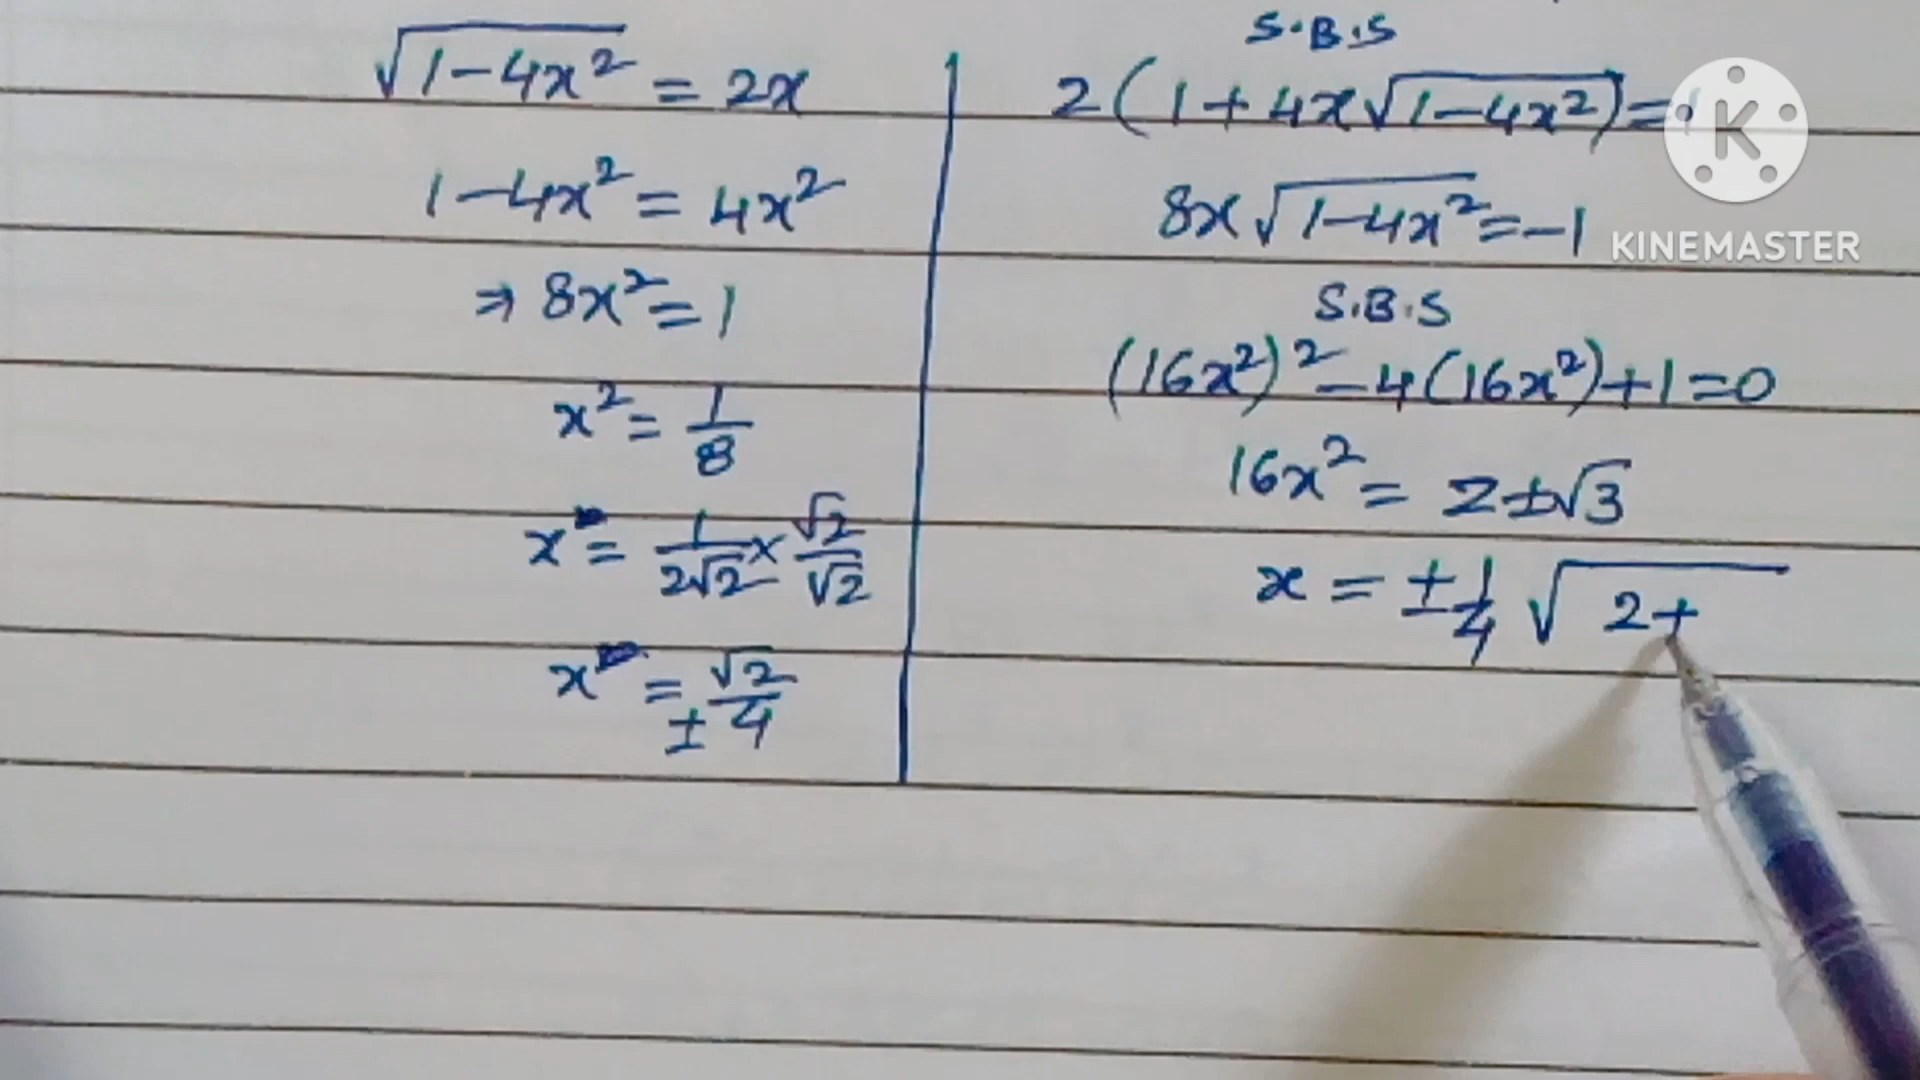 √(1-4x²) = 2x
1-4x² = 4x²
⇒ 8x² = 1
x² = 1/8
x = 1/(2√2) × √2/√2
x = ± √2/4
S.B.S
2(1+4x√(1-4x²)) = 1
8x√(1-4x²) = -1
S.B.S
(16x²)² - 4(16x²) + 1 = 0
16x² = 2±√3
x = ± 1/4 √(2+
K
KINEMASTER